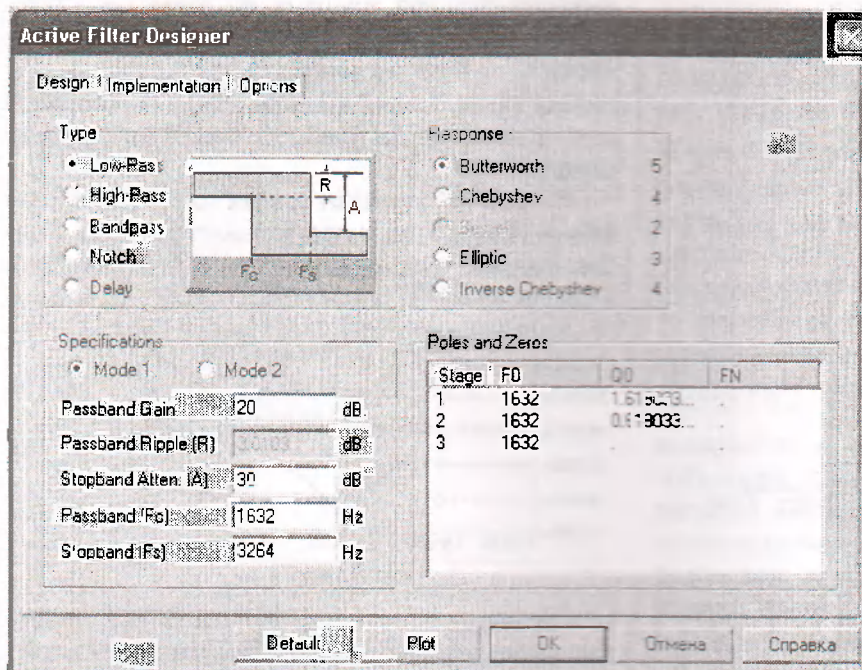 Active Filter Designer
Design Implementation Options
Type
Low-Pass
High-Pass
Bandpass
Notch
Delay
R
A
Fc Fs
Response
Butterworth 5
Chebyshev 4
Bessel 2
Elliptic 3
Inverse Chebyshev 4
Specifications
Mode 1 Mode 2
Passband Gain 20 dB
Passband Ripple (R) 3.0103 dB
Stopband Atten. (A) 30 dB
Passband (Fc) 1632 Hz
Stopband (Fs) 3264 Hz
Poles and Zeros
Stage F0 Q0 FN
1 1632
2 1632
3 1632
Default Plot OK Отмена Справка